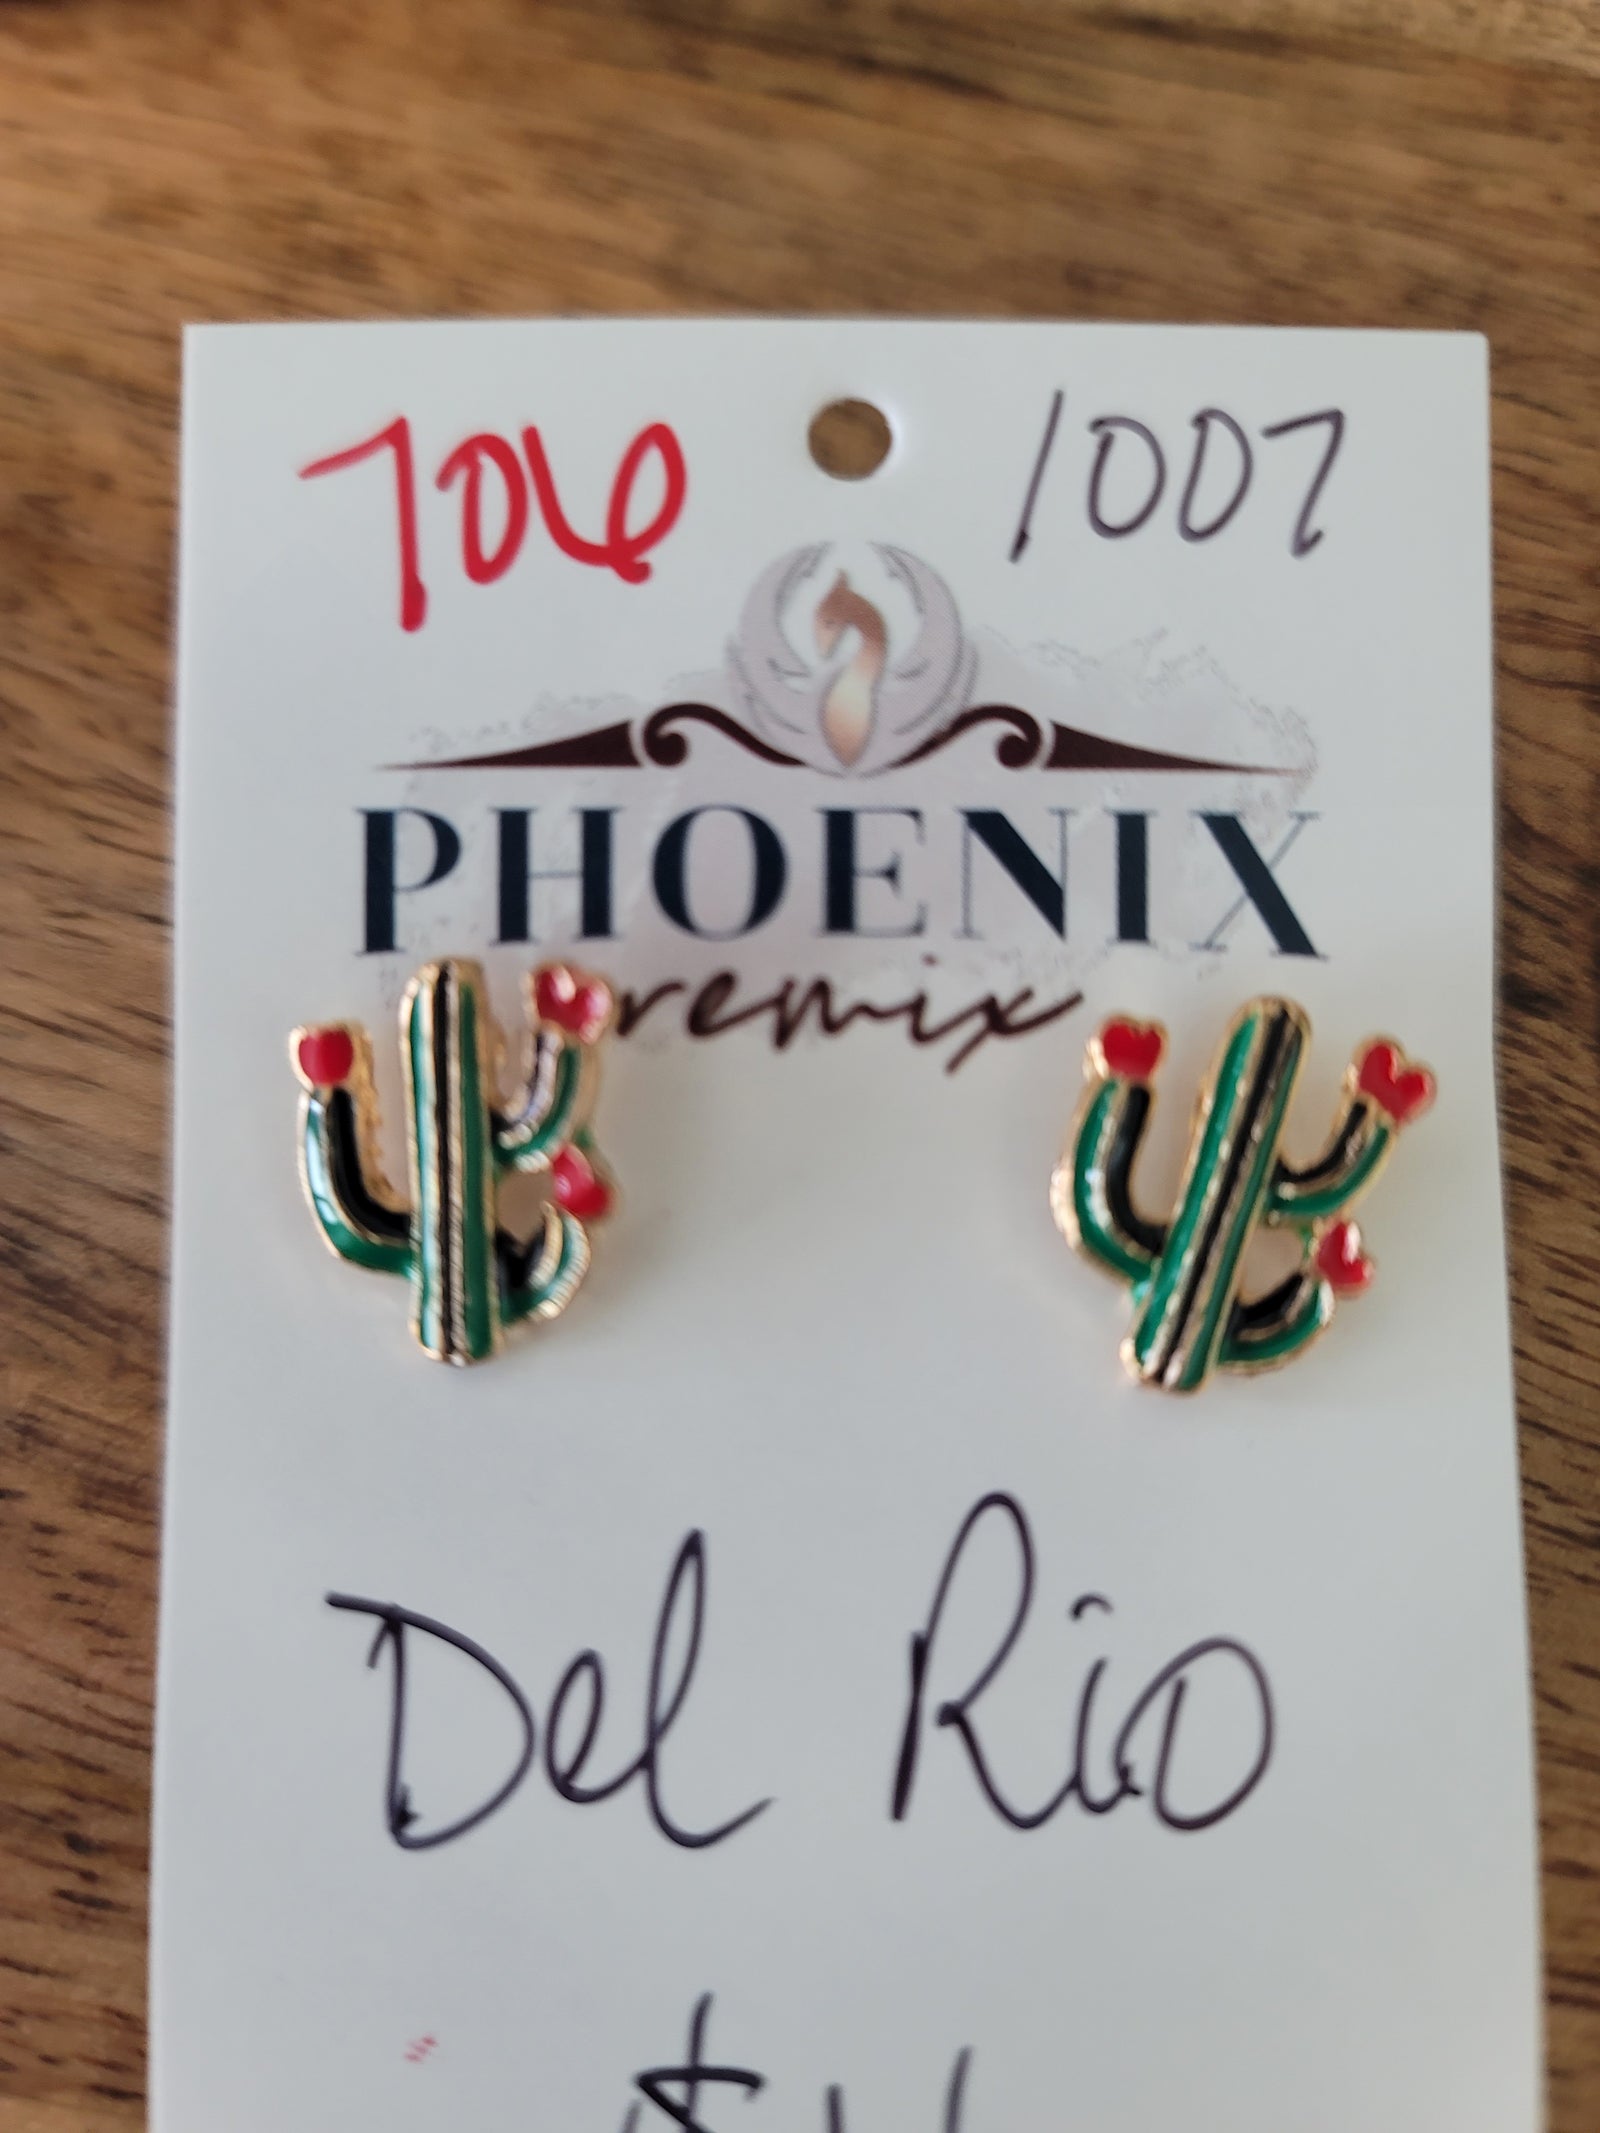 706 1007
PHOENIX
remix
Del Rio
$